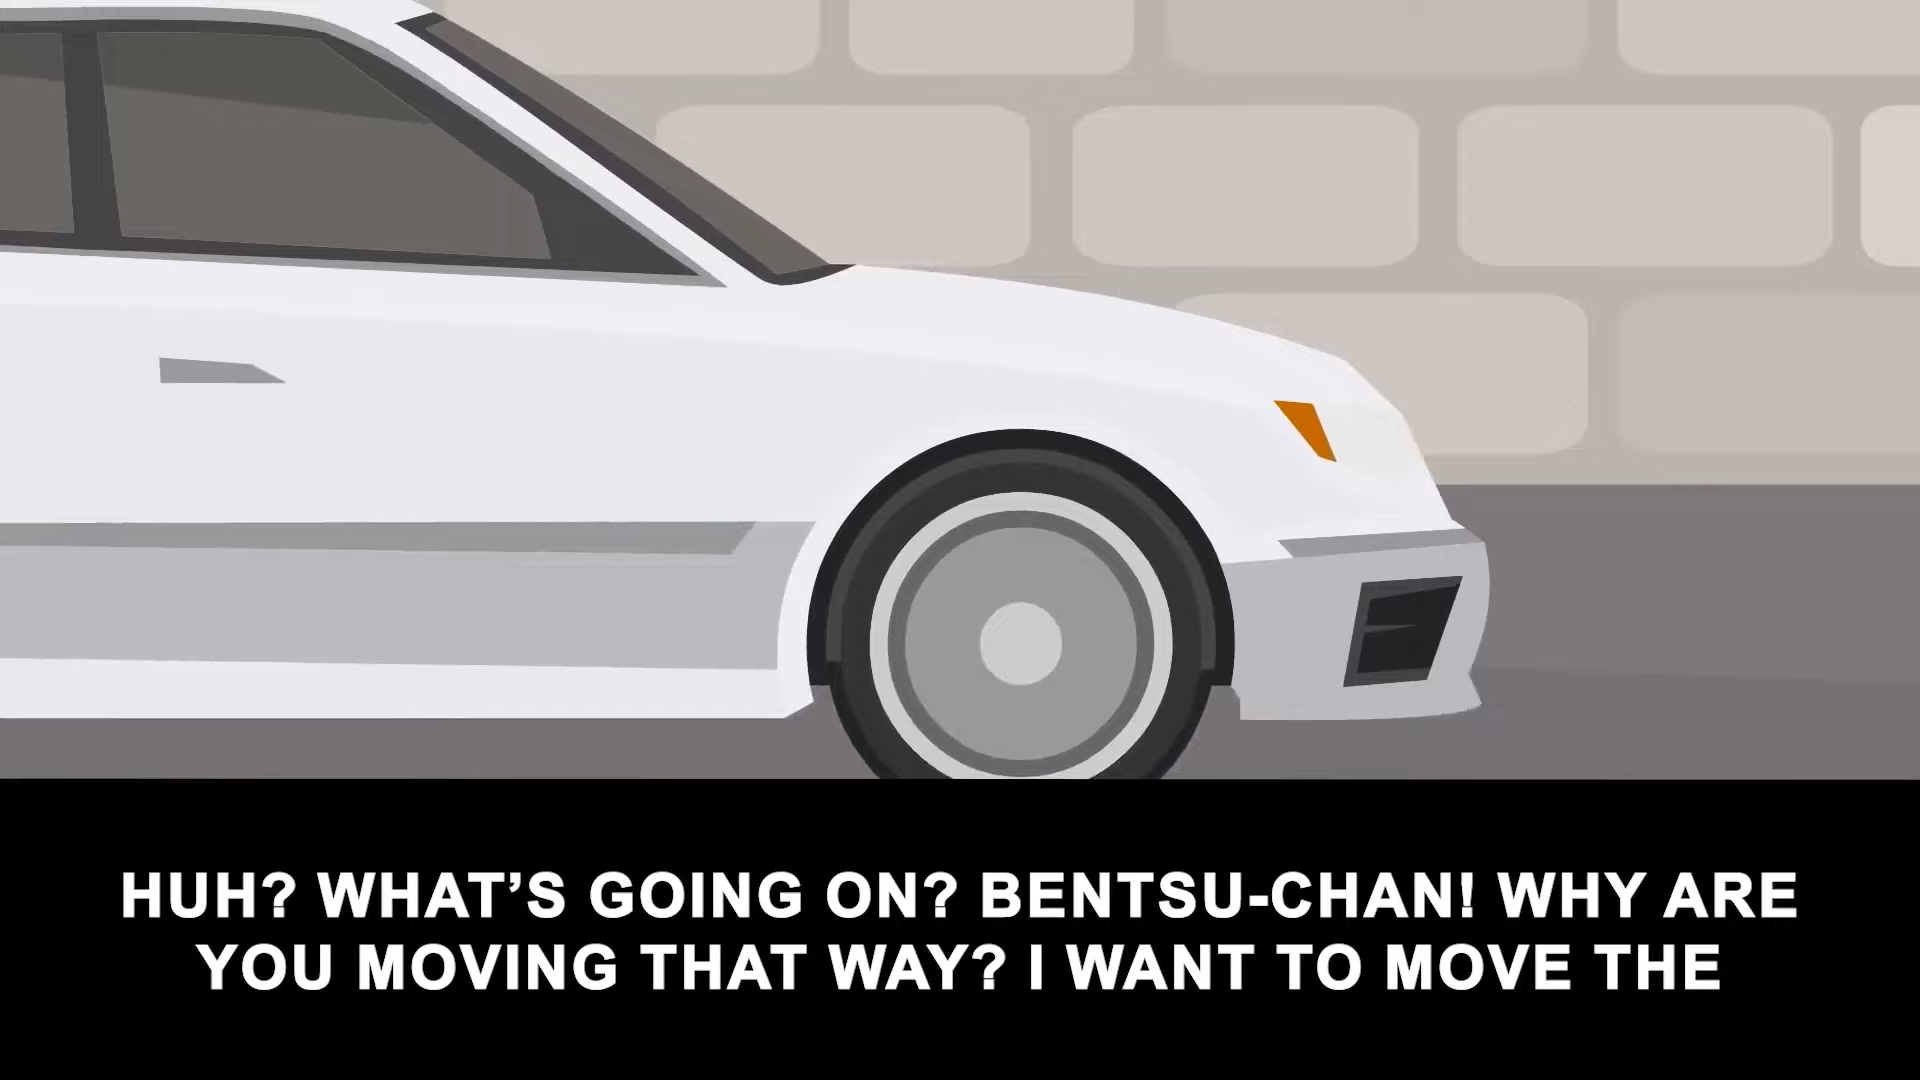 HUH? WHAT’S GOING ON? BENTSU-CHAN! WHY ARE
YOU MOVING THAT WAY? I WANT TO MOVE THE